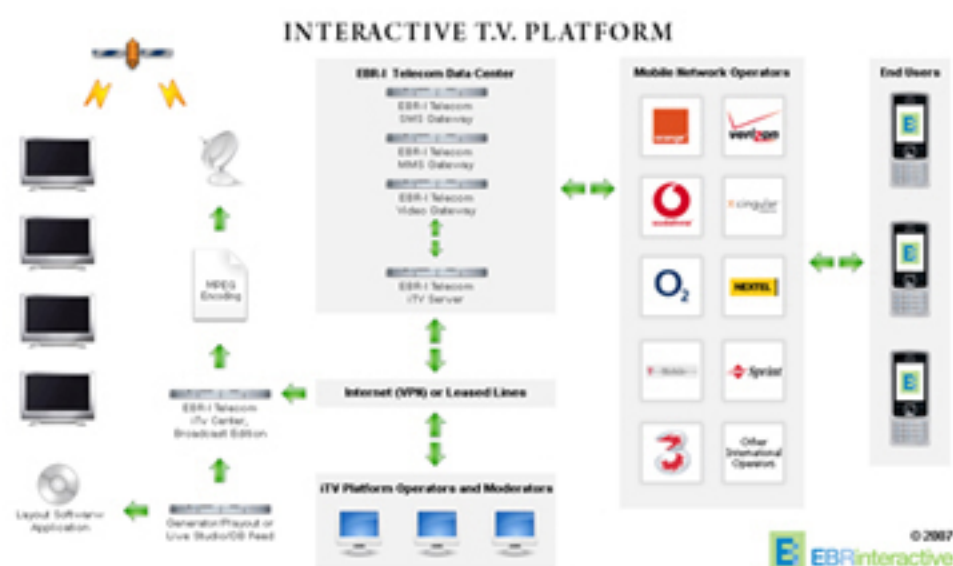 INTERACTIVE T.V. PLATFORM
EBR-I Telecom Data Center
EBR-I Telecom
SMS Gateway
EBR-I Telecom
MMS Gateway
EBR-I Telecom
Video Gateway
EBR-I Telecom
iTV Server
Internet (VPN) or Leased Lines
iTV Platform Operators and Moderators
MPEG
Encoding
EBR-I Telecom
iTv Center,
Broadcast Edition
Generator/Playout or
Live Studio/OB Feed
Layout Software
Application
Mobile Network Operators
orange
verizon
vodafone
cingular
O2
NEXTEL
T-Mobile
Sprint
3
Other
International
Operators
End Users
© 2007
EBRinteractive